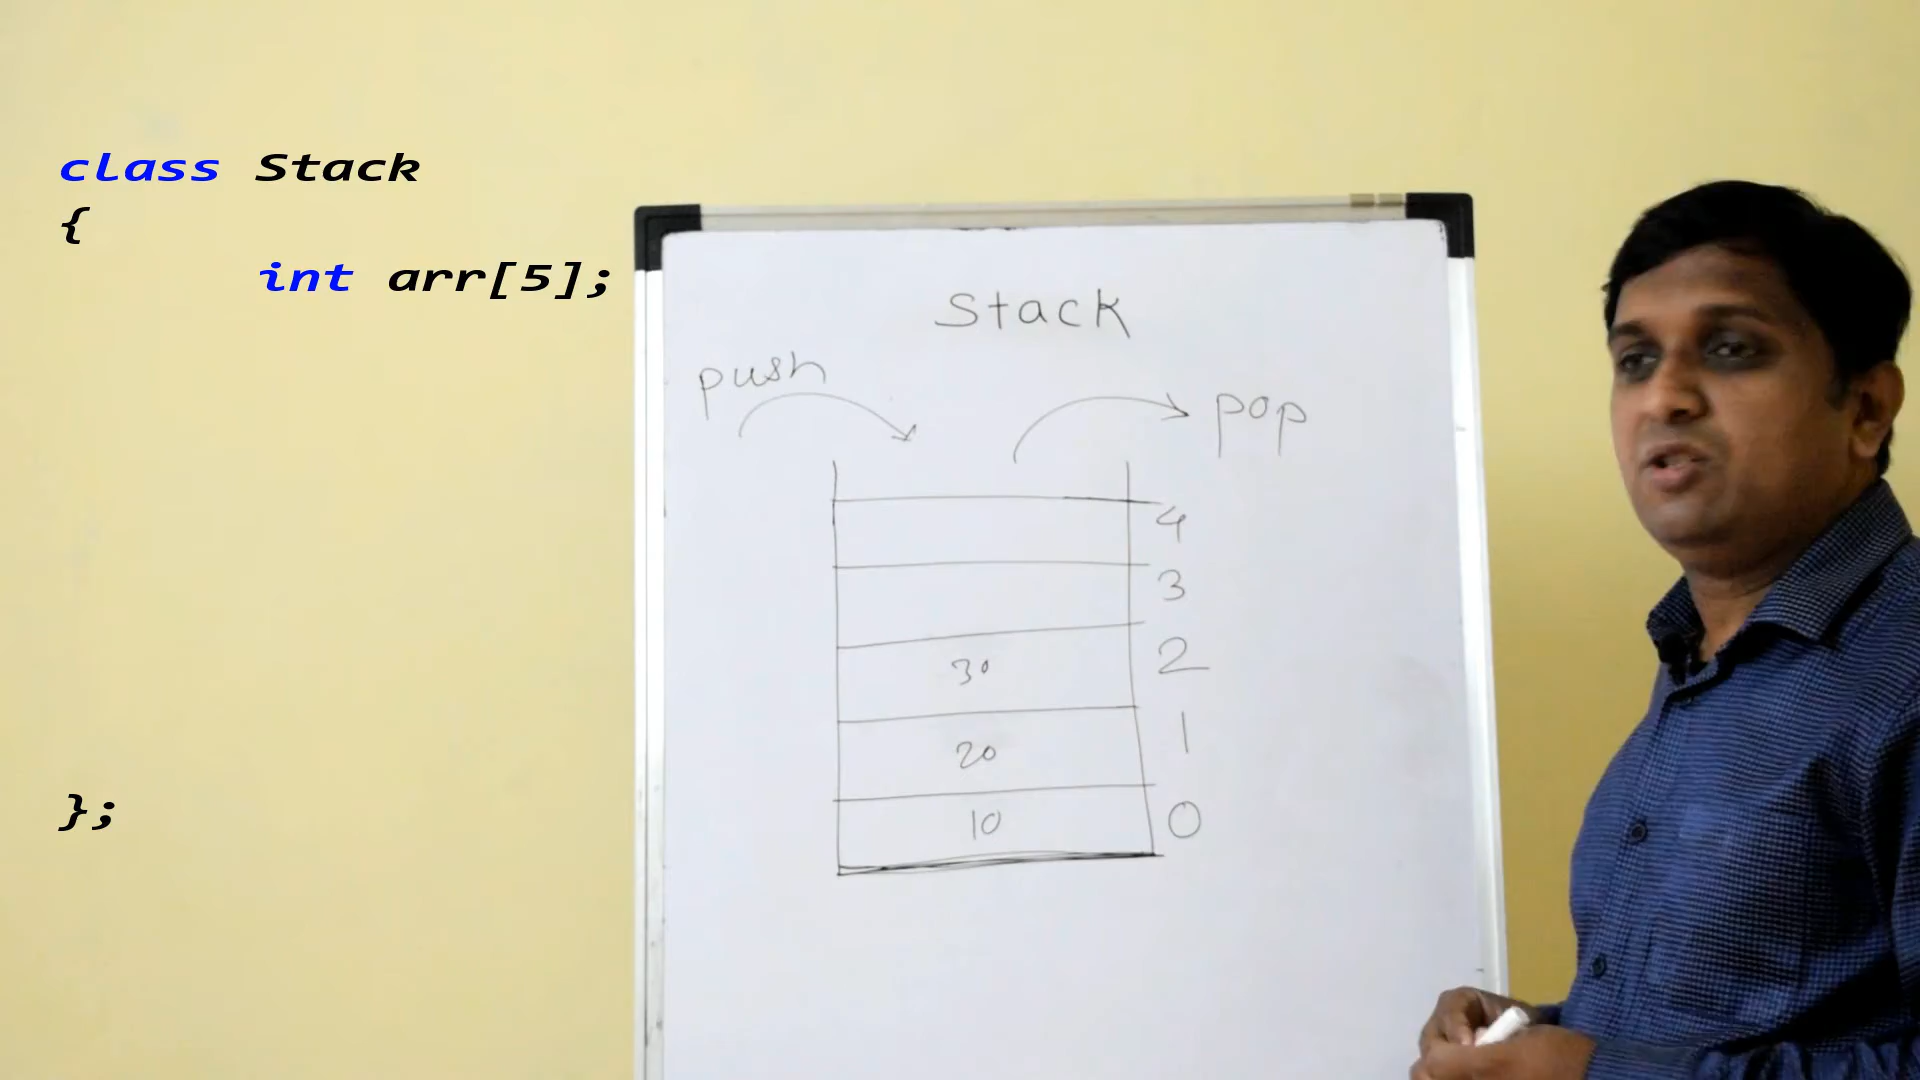 class Stack
{
int arr[5];
};
Stack
push
pop
4
3
30 2
20 1
10 0